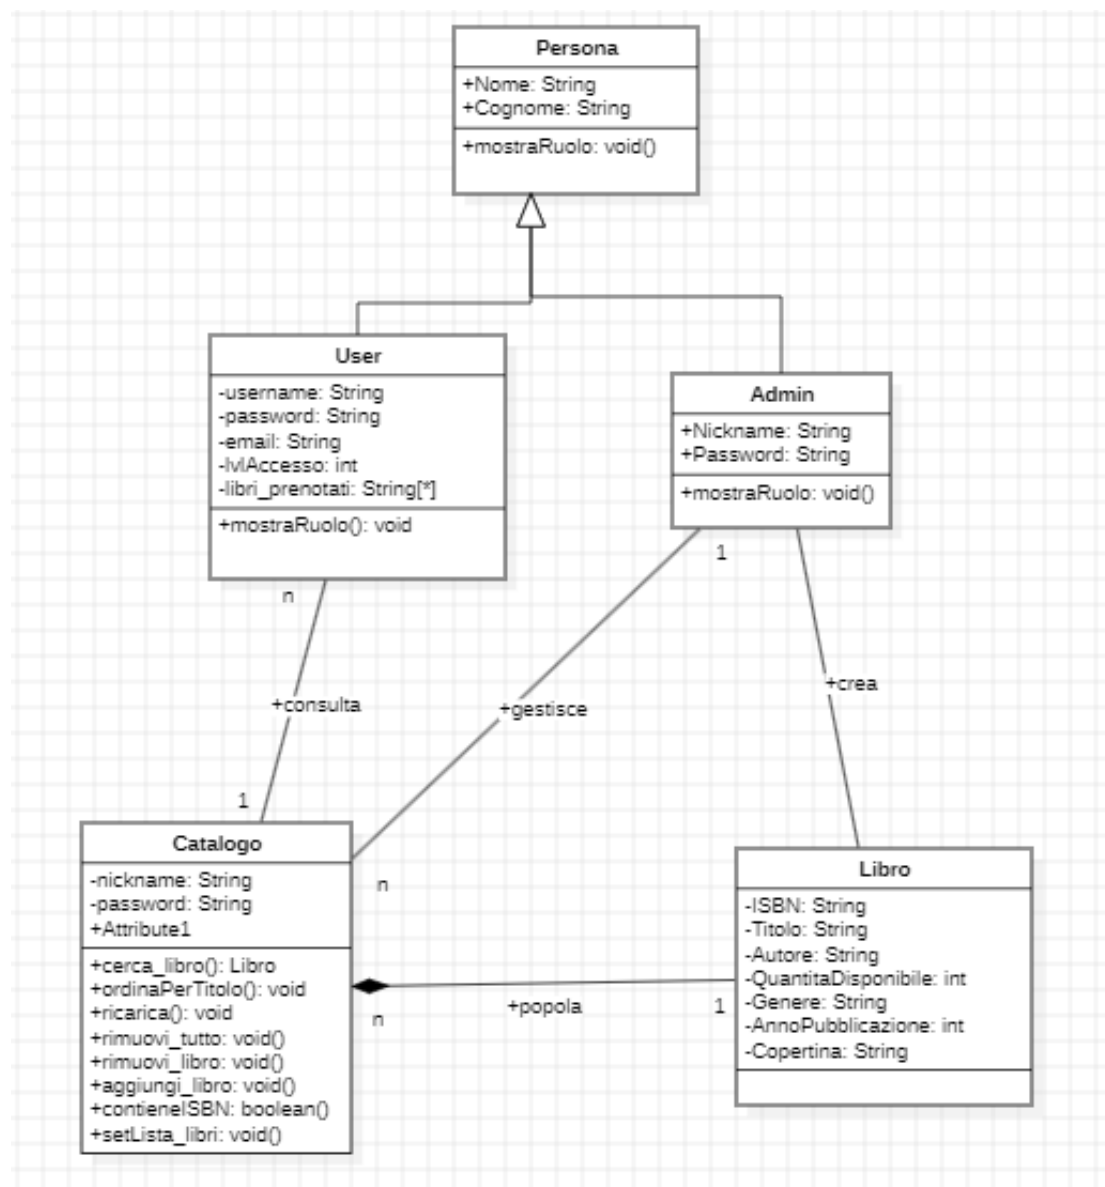 Persona
+Nome: String
+Cognome: String
+mostraRuolo: void()
User
-username: String
-password: String
-email: String
-lvlAccesso: int
-libri_prenotati: String[*]
+mostraRuolo(): void
Admin
+Nickname: String
+Password: String
+mostraRuolo: void()
n
1
+consulta
+gestisce
+crea
1
n
Catalogo
-nickname: String
-password: String
+Attribute1
+cerca_libro(): Libro
+ordinaPerTitolo(): void
+ricarica(): void
+rimuovi_tutto: void()
+rimuovi_libro: void()
+aggiungi_libro: void()
+contieneISBN: boolean()
+setLista_libri: void()
n
+popola
1
Libro
-ISBN: String
-Titolo: String
-Autore: String
-QuantitaDisponibile: int
-Genere: String
-AnnoPubblicazione: int
-Copertina: String